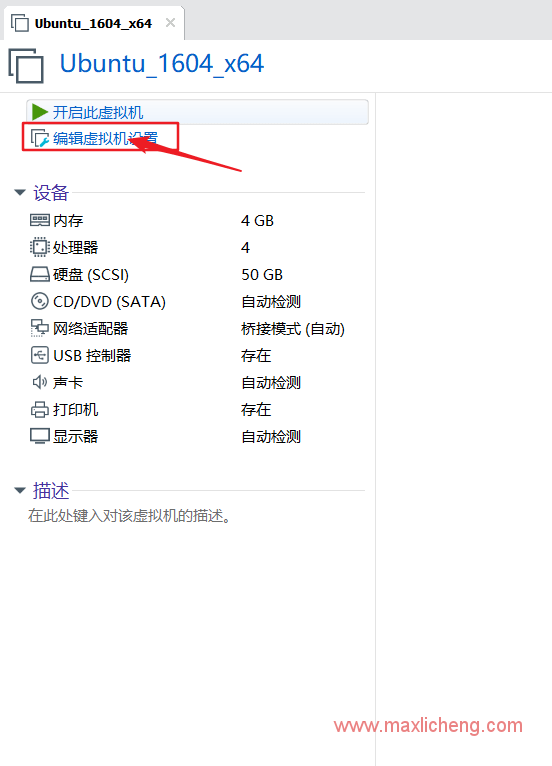 Ubuntu_1604_x64
Ubuntu_1604_x64
开启此虚拟机
编辑虚拟机设置
设备
内存 4 GB
处理器 4
硬盘 (SCSI) 50 GB
CD/DVD (SATA) 自动检测
网络适配器 桥接模式 (自动)
USB 控制器 存在
声卡 自动检测
打印机 存在
显示器 自动检测
描述
在此处键入对该虚拟机的描述。
www.maxlicheng.com